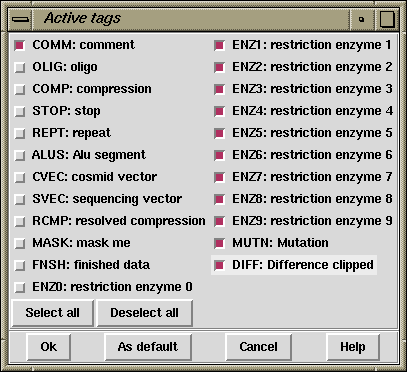 Active tags
COMM: comment
OLIG: oligo
COMP: compression
STOP: stop
REPT: repeat
ALUS: Alu segment
CVEC: cosmid vector
SVEC: sequencing vector
RCMP: resolved compression
MASK: mask me
FNSH: finished data
ENZ0: restriction enzyme 0
ENZ1: restriction enzyme 1
ENZ2: restriction enzyme 2
ENZ3: restriction enzyme 3
ENZ4: restriction enzyme 4
ENZ5: restriction enzyme 5
ENZ6: restriction enzyme 6
ENZ7: restriction enzyme 7
ENZ8: restriction enzyme 8
ENZ9: restriction enzyme 9
MUTN: Mutation
DIFF: Difference clipped
Select all Deselect all
Ok As default Cancel Help